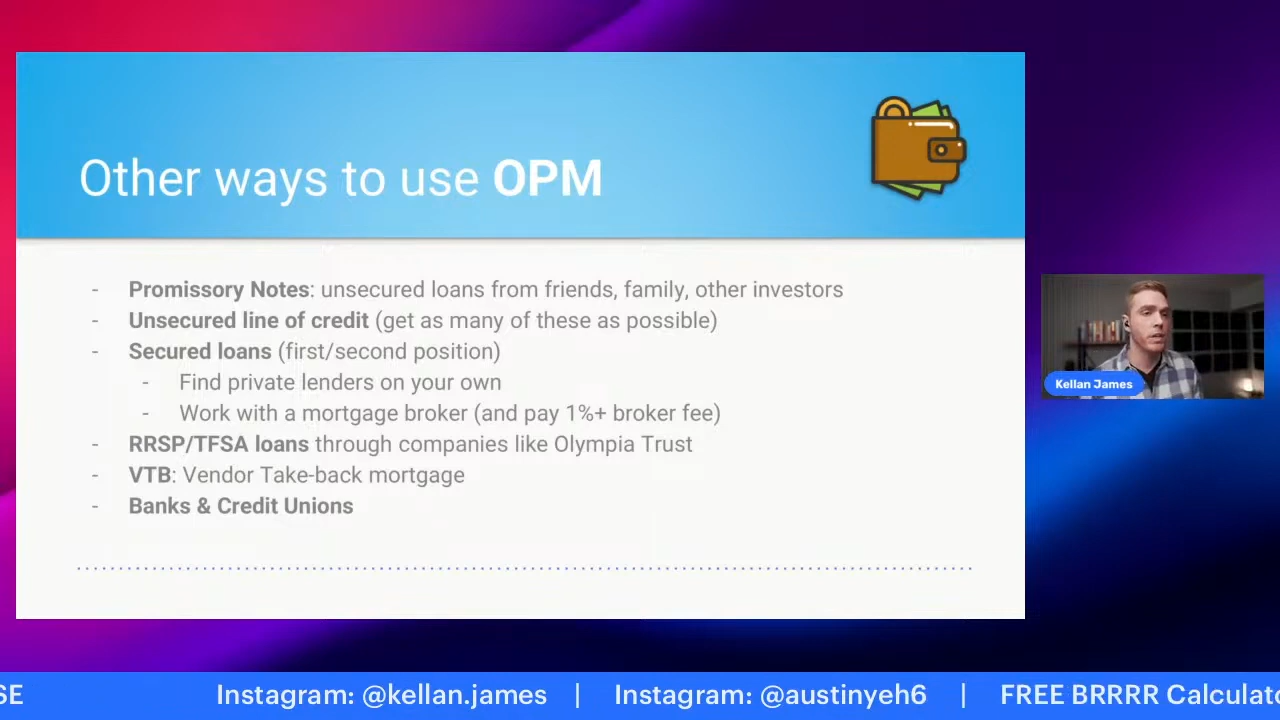 Other ways to use OPM
- Promissory Notes: unsecured loans from friends, family, other investors
- Unsecured line of credit (get as many of these as possible)
- Secured loans (first/second position)
- Find private lenders on your own
- Work with a mortgage broker (and pay 1%+ broker fee)
- RRSP/TFSA loans through companies like Olympia Trust
- VTB: Vendor Take-back mortgage
- Banks & Credit Unions
Kellan James
SE Instagram: @kellan.james | Instagram: @austinyeh6 | FREE BRRRR Calculato